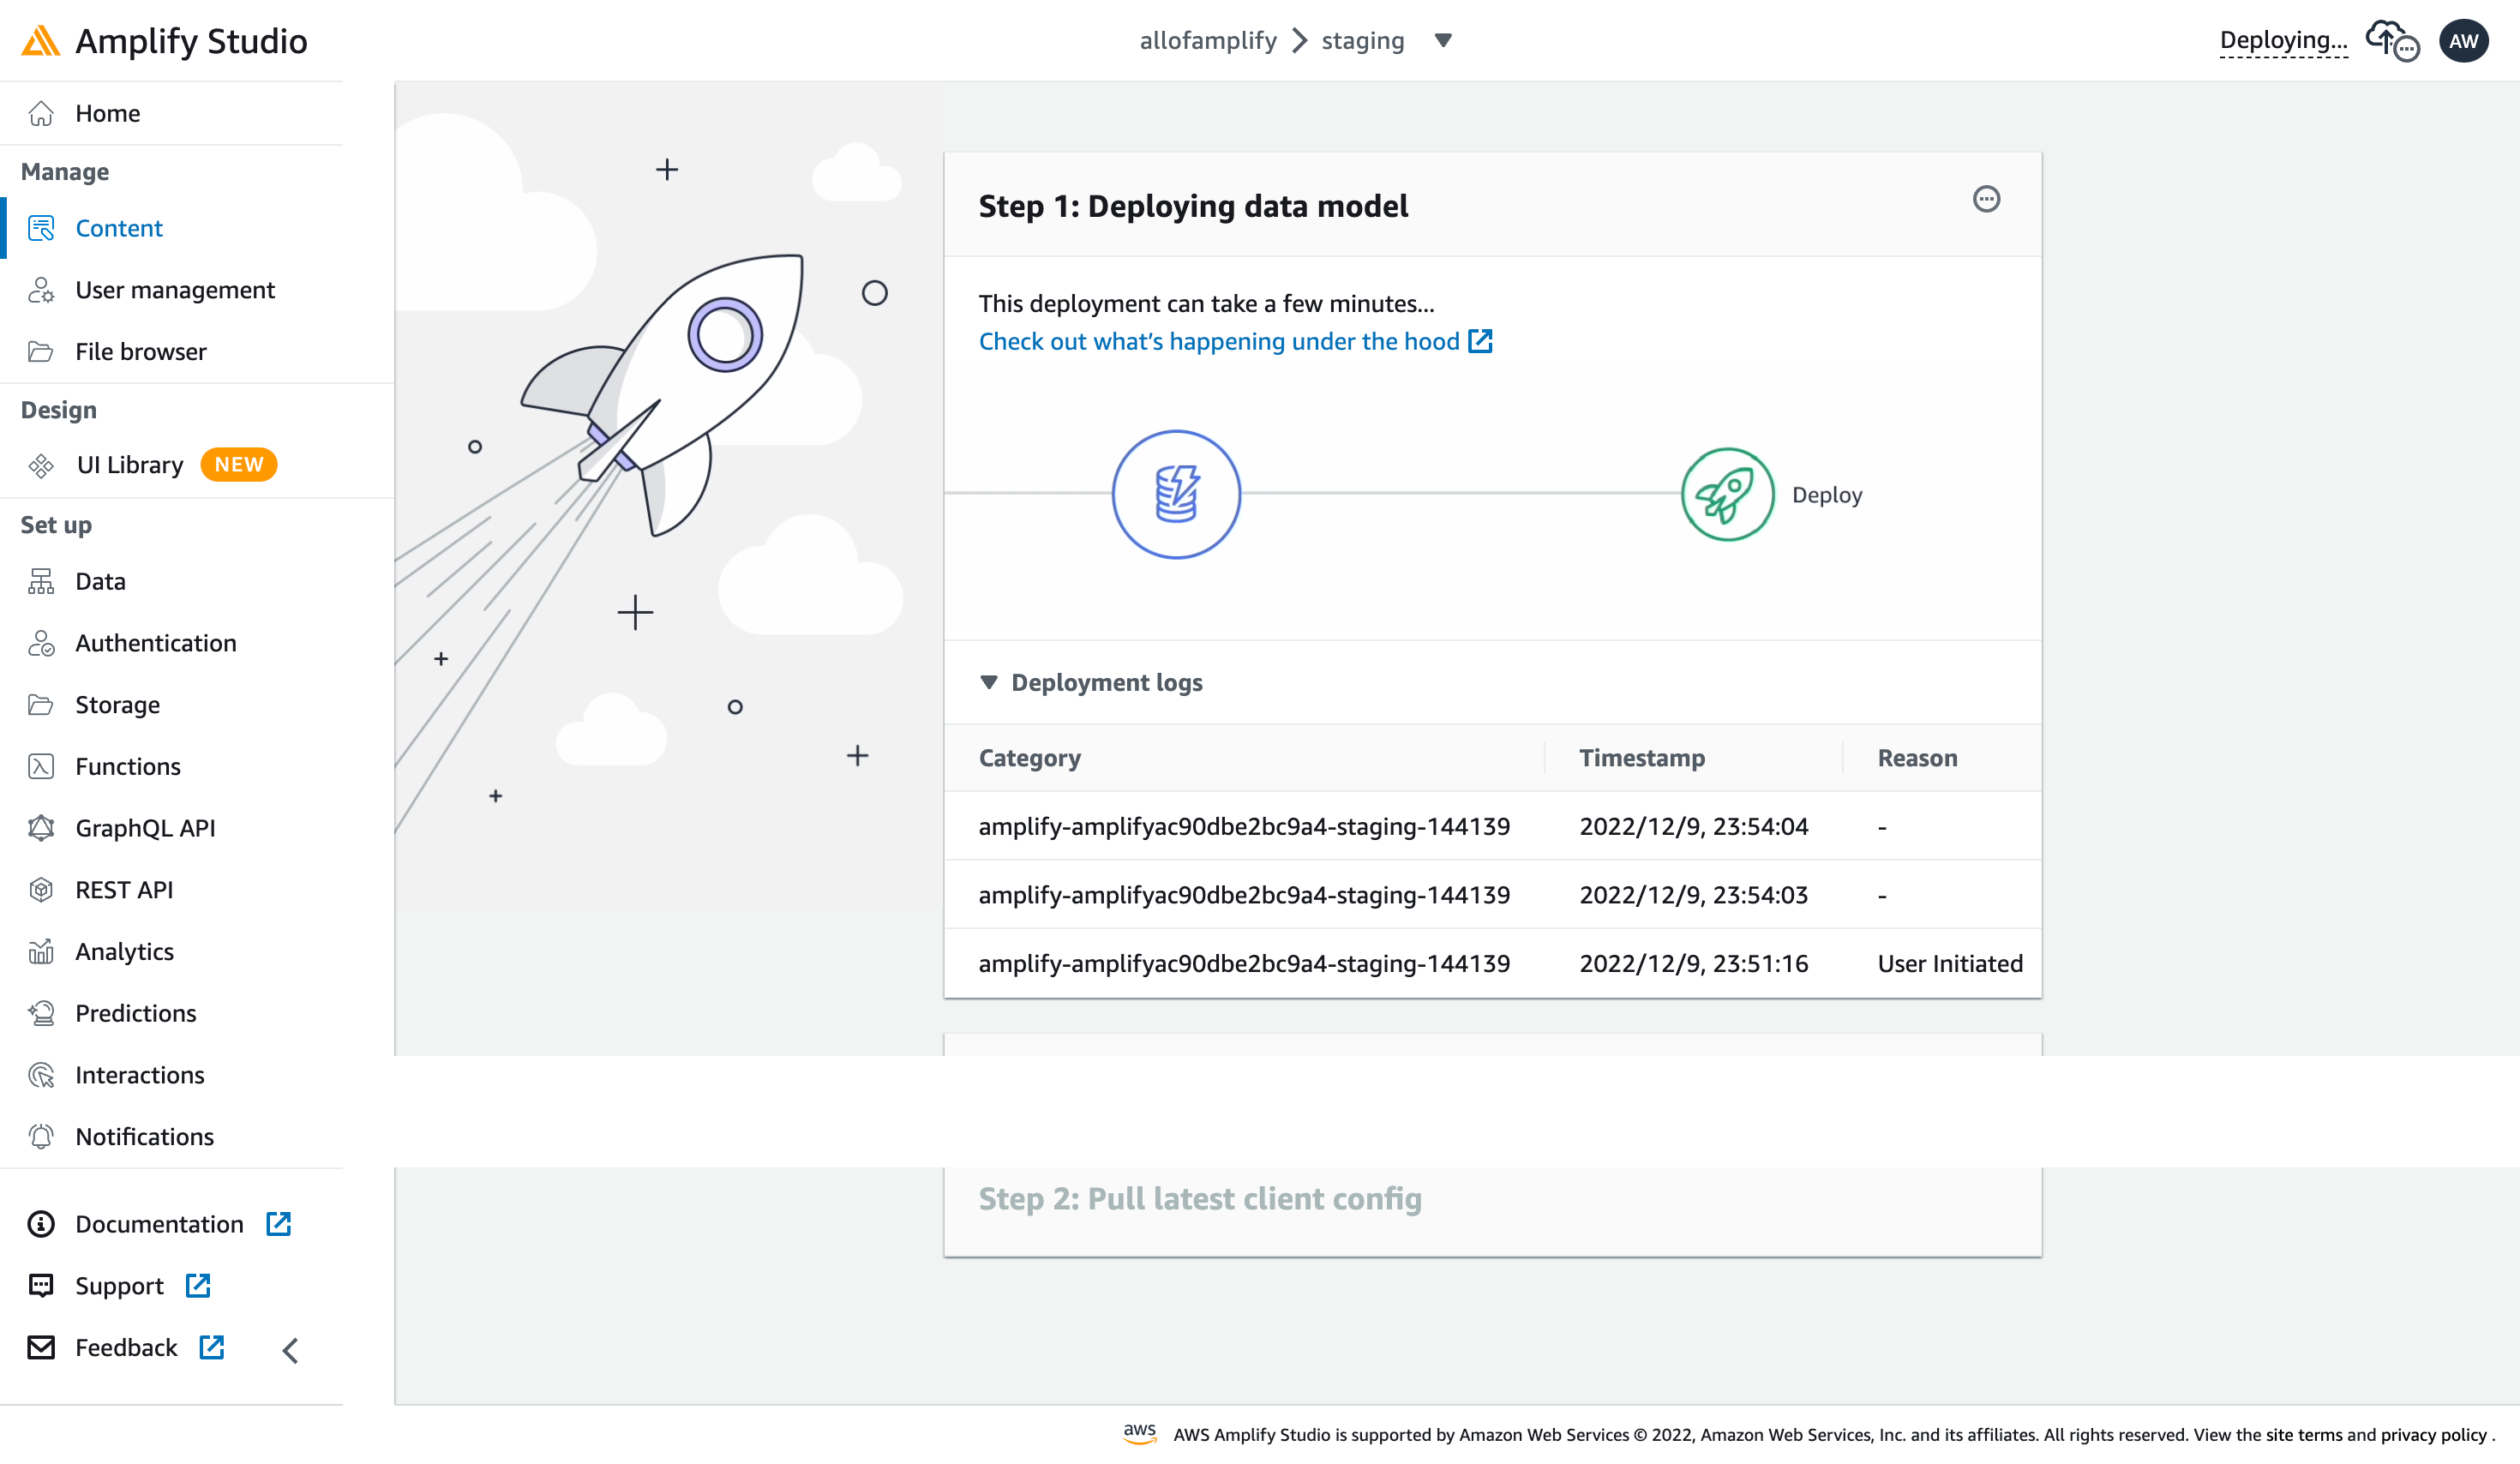 Amplify Studio
allofamplify staging
Deploying...
AW
Home
Manage
Content
User management
File browser
Design
UI Library NEW
Set up
Data
Authentication
Storage
Functions
GraphQL API
REST API
Analytics
Predictions
Interactions
Notifications
Documentation
Support
Feedback
Step 1: Deploying data model
This deployment can take a few minutes...
Check out what's happening under the hood
Deploy
Deployment logs
Category Timestamp Reason
amplify-amplifyac90dbe2bc9a4-staging-144139 2022/12/9, 23:54:04 -
amplify-amplifyac90dbe2bc9a4-staging-144139 2022/12/9, 23:54:03 -
amplify-amplifyac90dbe2bc9a4-staging-144139 2022/12/9, 23:51:16 User Initiated
Step 2: Pull latest client config
aws AWS Amplify Studio is supported by Amazon Web Services © 2022, Amazon Web Services, Inc. and its affiliates. All rights reserved. View the site terms and privacy policy .